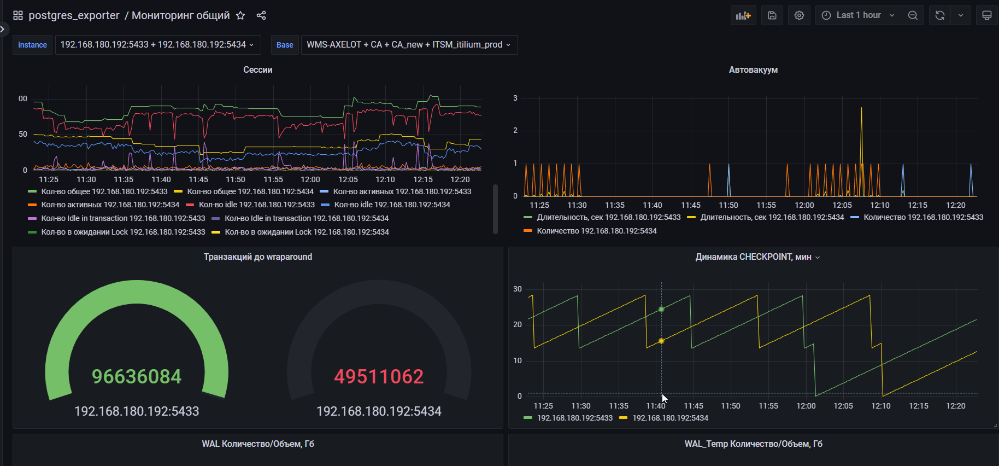 postgres_exporter / Мониторинг общий
Last 1 hour
instance 192.168.180.192:5433 + 192.168.180.192:5434 Base WMS-AXELOT + CA + CA_new + ITSM_itilium_prod
Сессии
00
50
0
11:25 11:30 11:35 11:40 11:45 11:50 11:55 12:00 12:05 12:10 12:15 12:20
Кол-во общее 192.168.180.192:5433 Кол-во общее 192.168.180.192:5434 Кол-во активных 192.168.180.192:5433
Кол-во активных 192.168.180.192:5434 Кол-во idle 192.168.180.192:5433 Кол-во idle 192.168.180.192:5434
Кол-во Idle in transaction 192.168.180.192:5433 Кол-во Idle in transaction 192.168.180.192:5434
Кол-во в ожидании Lock 192.168.180.192:5433 Кол-во в ожидании Lock 192.168.180.192:5434
Автовакуум
3
2
1
0
11:25 11:30 11:35 11:40 11:45 11:50 11:55 12:00 12:05 12:10 12:15 12:20
Длительность, сек 192.168.180.192:5433 Длительность, сек 192.168.180.192:5434 Количество 192.168.180.192:5433
Количество 192.168.180.192:5434
Транзакций до wraparound
96636084 49511062
192.168.180.192:5433 192.168.180.192:5434
Динамика CHECKPOINT, мин
30
20
10
0
11:25 11:30 11:35 11:40 11:45 11:50 11:55 12:00 12:05 12:10 12:15 12:20
192.168.180.192:5433 192.168.180.192:5434
WAL Количество/Объем, Гб
WAL_Temp Количество/Объем, Гб